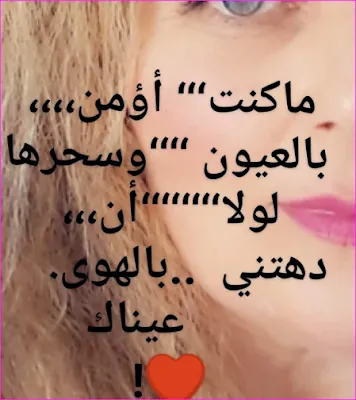 ماكنت،،، أؤمن،،،،
بالعيون ،،،،وسحرها
لولا،،،،،،،،،أن،،،
دهتني ..بالهوى.
عيناك
❤️!